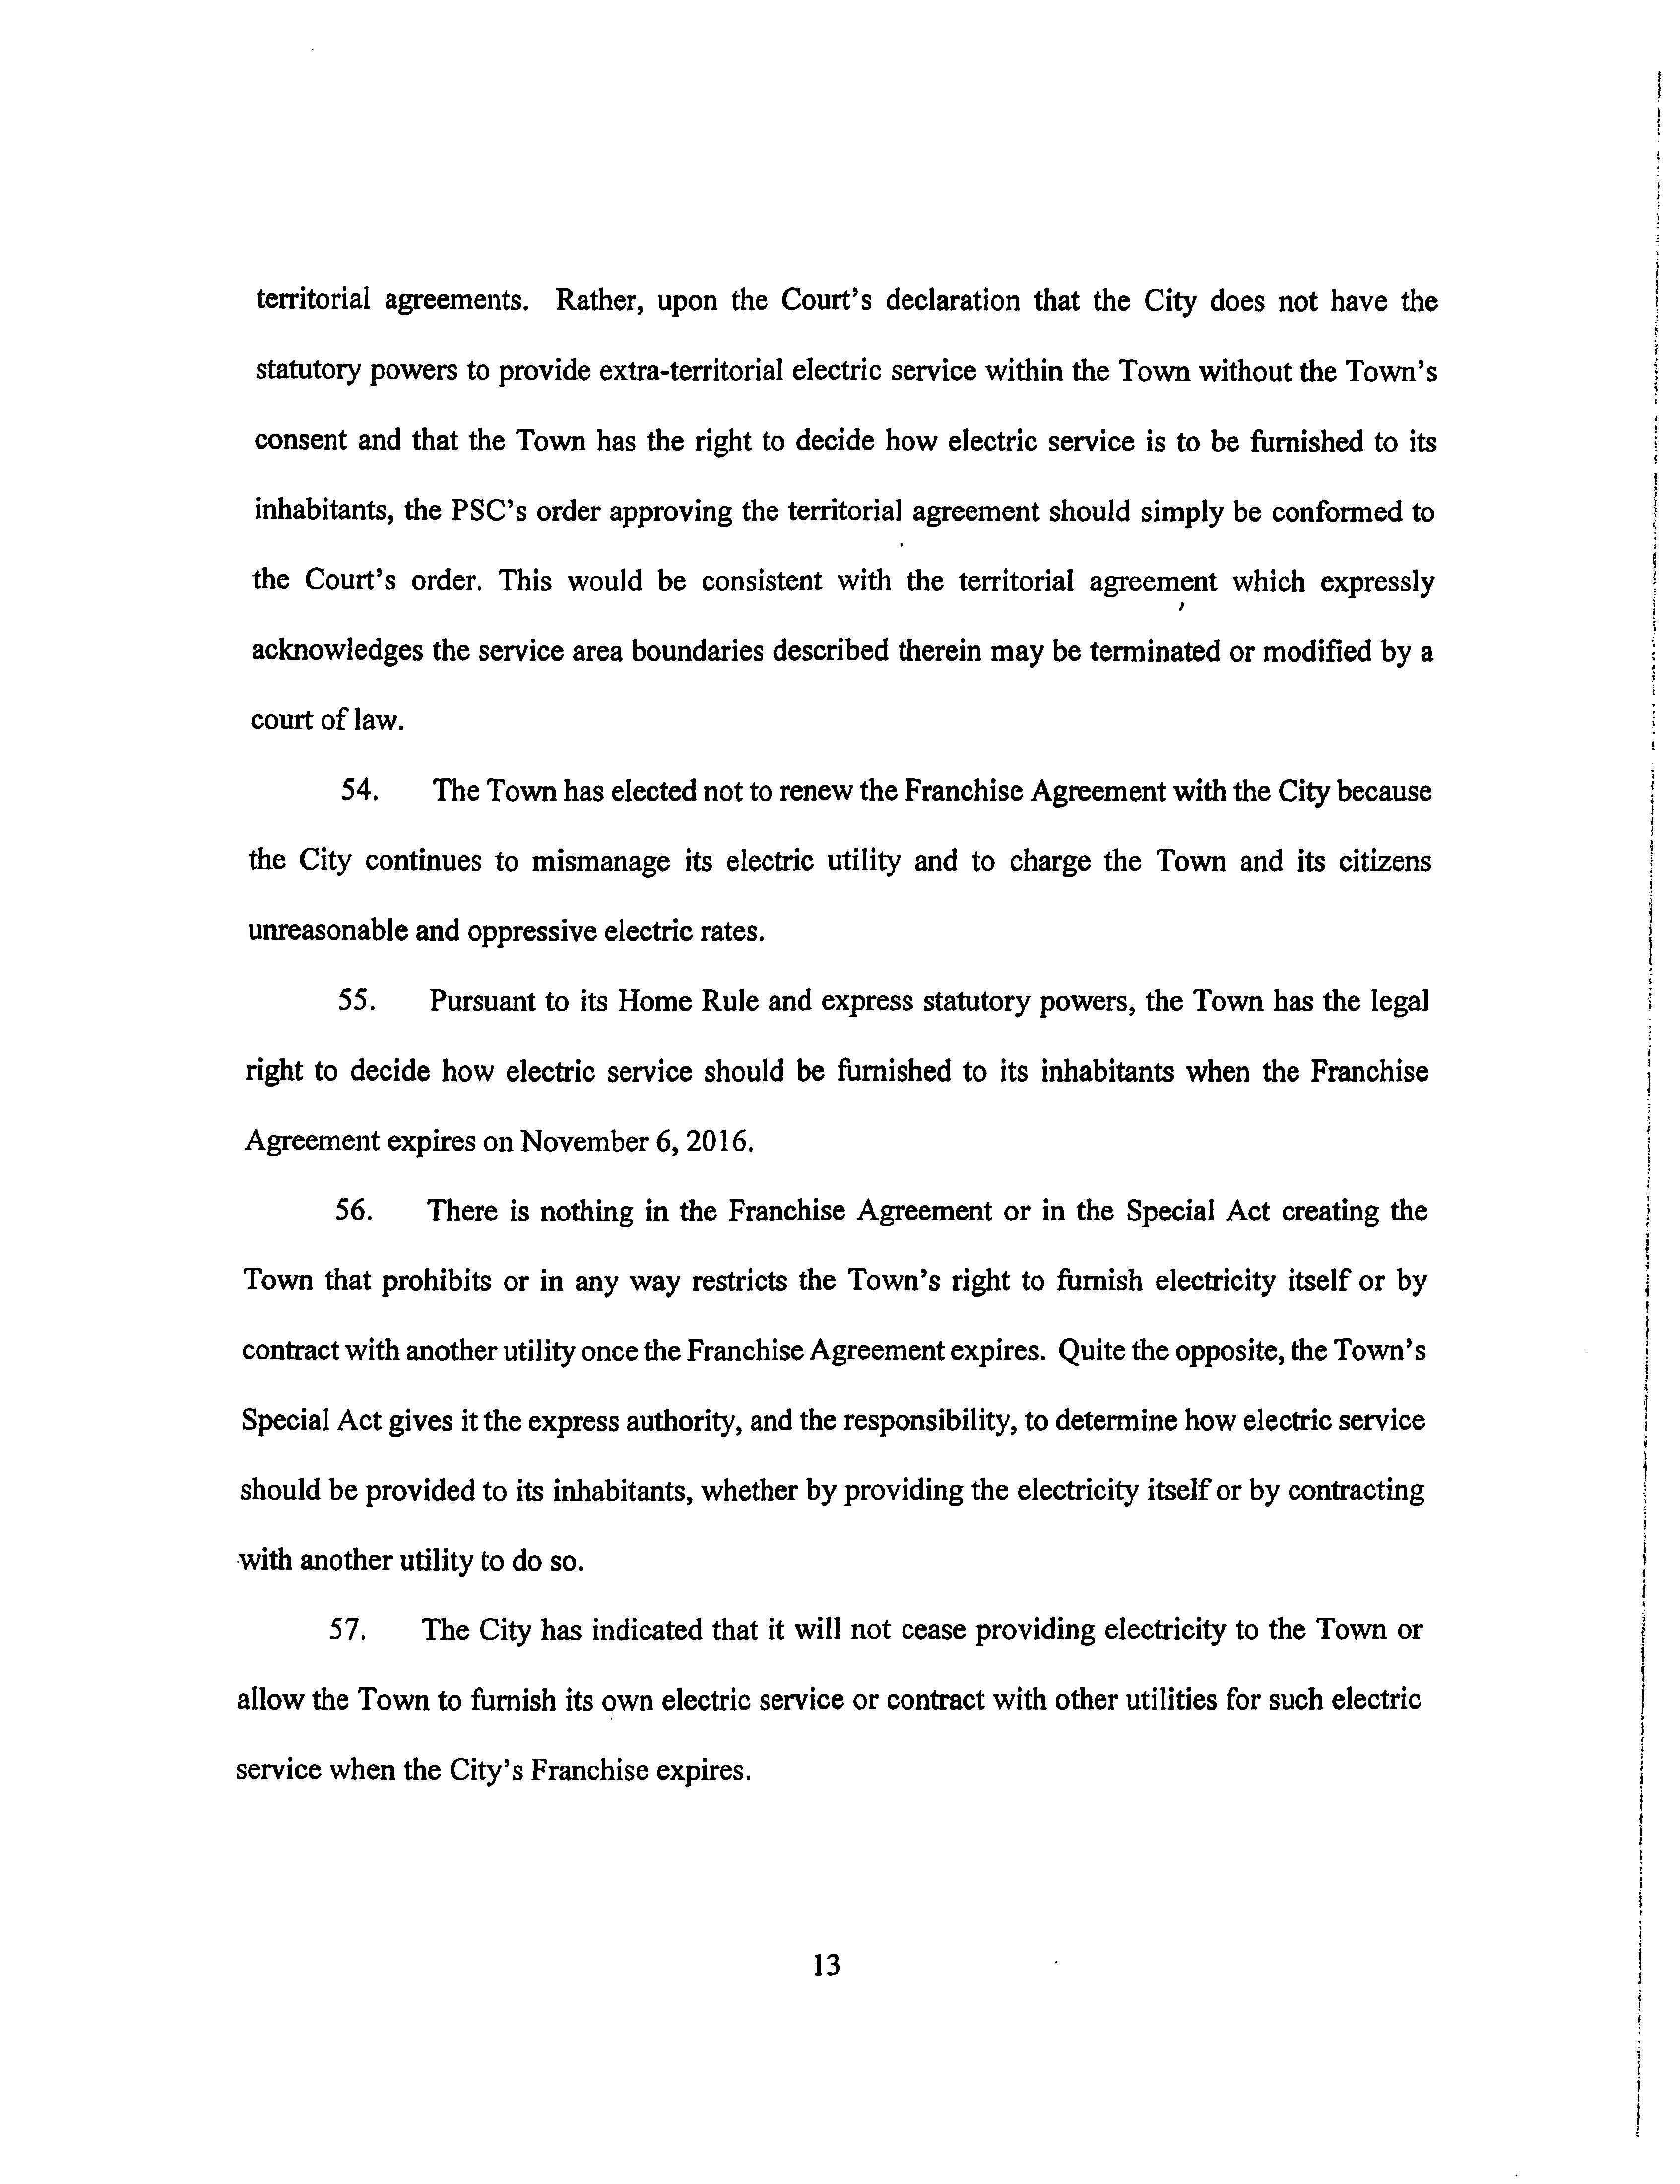 territorial agreements. Rather, upon the Court's declaration that the City does not have the
statutory powers to provide extra-territorial electric service within the Town without the Town's
consent and that the Town has the right to decide how electric service is to be furnished to its
inhabitants, the PSC's order approving the territorial agreement should simply be conformed to
the Court's order. This would be consistent with the territorial agreement which expressly
acknowledges the service area boundaries described therein may be terminated or modified by a
court of law.
54. The Town has elected not to renew the Franchise Agreement with the City because
the City continues to mismanage its electric utility and to charge the Town and its citizens
unreasonable and oppressive electric rates.
55. Pursuant to its Home Rule and express statutory powers, the Town has the legal
right to decide how electric service should be furnished to its inhabitants when the Franchise
Agreement expires on November 6, 2016.
56. There is nothing in the Franchise Agreement or in the Special Act creating the
Town that prohibits or in any way restricts the Town's right to furnish electricity itself or by
contract with another utility once the Franchise Agreement expires. Quite the opposite, the Town's
Special Act gives it the express authority, and the responsibility, to determine how electric service
should be provided to its inhabitants, whether by providing the electricity itself or by contracting
with another utility to do so.
57. The City has indicated that it will not cease providing electricity to the Town or
allow the Town to furnish its own electric service or contract with other utilities for such electric
service when the City's Franchise expires.
13